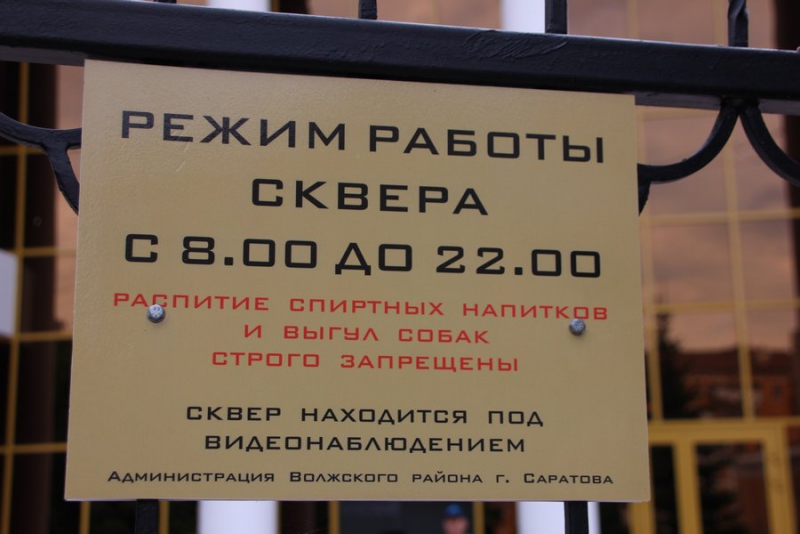 РЕЖИМ РАБОТЫ
СКВЕРА
С 8.00 ДО 22.00
РАСПИТИЕ СПИРТНЫХ НАПИТКОВ
И ВЫГУЛ СОБАК
СТРОГО ЗАПРЕЩЕНЫ
СКВЕР НАХОДИТСЯ ПОД
ВИДЕОНАБЛЮДЕНИЕМ
Администрация Волжского района г. Саратова